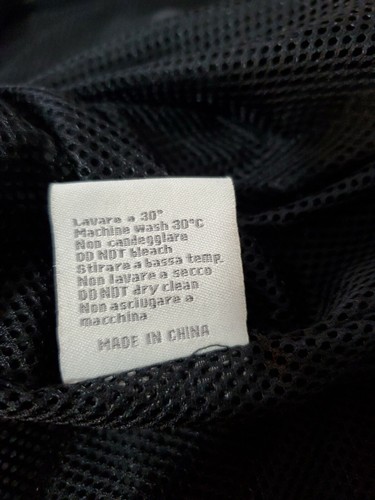 Lavare a 30°
Machine wash 30°C
Non candeggiare
DO NOT bleach
Stirare a bassa temp.
Non lavare a secco
DO NOT dry clean
Non asciugare a
macchina
MADE IN CHINA